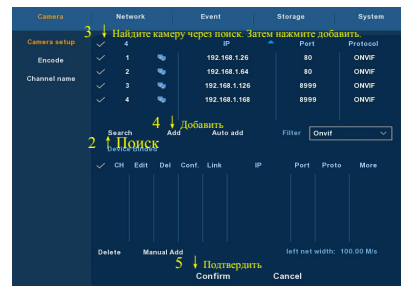 Camera Network Event Storage System
3 Найдите камеру через поиск. Затем нажмите добавить.
Camera setup
4 IP Port Protocol
Encode
1 192.168.1.26 80 ONVIF
2 192.168.1.64 80 ONVIF
Channel name
3 192.168.1.126 8999 ONVIF
4 192.168.1.168 8999 ONVIF
4 Добавить
Search Add Auto add Filter Onvif
2 Поиск
Device Binded
CH Edit Del Conf. Link IP Port Proto More
Delete Manual Add left net width: 100.00 M/s
5 Подтвердить
Confirm Cancel